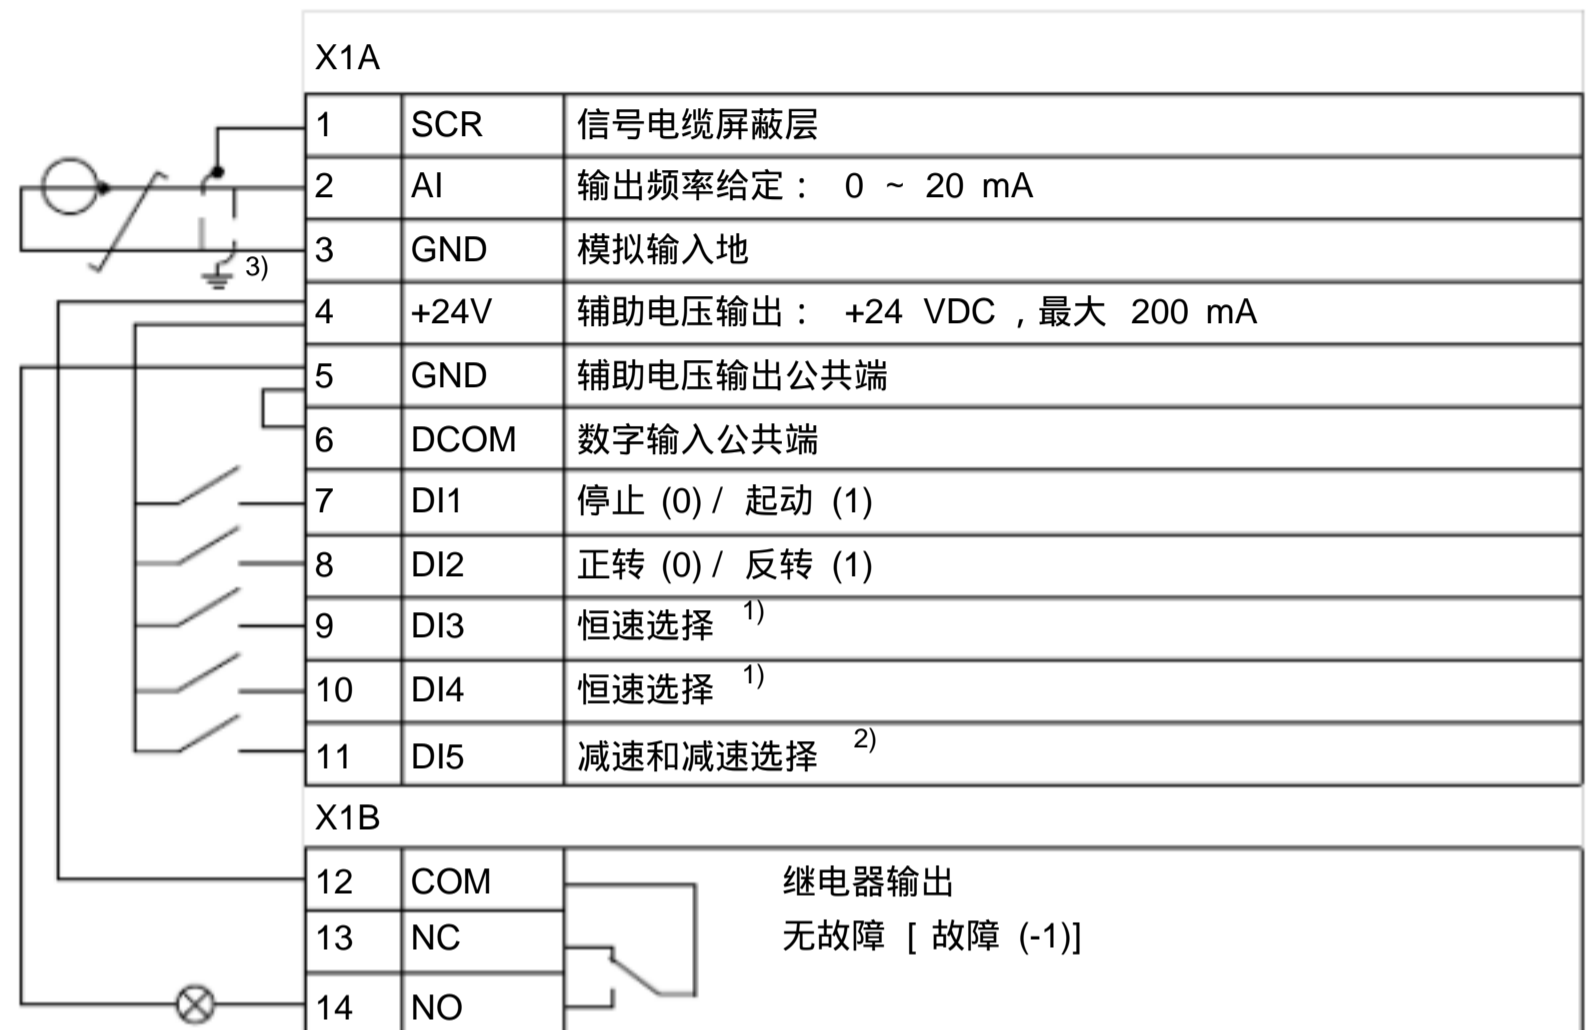 X1A
1 SCR 信号电缆屏蔽层
2 AI 输出频率给定： 0 ~ 20 mA
3 GND 模拟输入地
3)
4 +24V 辅助电压输出： +24 VDC ，最大 200 mA
5 GND 辅助电压输出公共端
6 DCOM 数字输入公共端
7 DI1 停止 (0) / 起动 (1)
8 DI2 正转 (0) / 反转 (1)
9 DI3 恒速选择 1)
10 DI4 恒速选择 1)
11 DI5 减速和减速选择 2)
X1B
12 COM 继电器输出
13 NC 无故障 [ 故障 (-1)]
14 NO